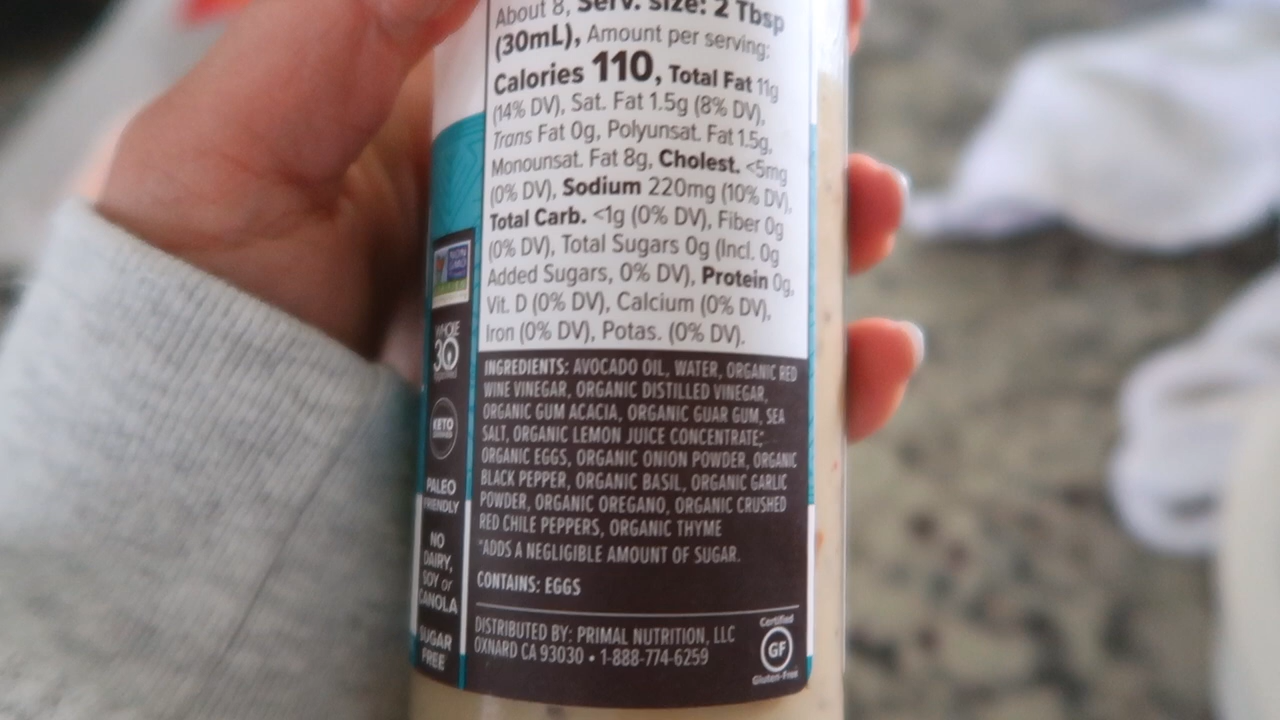 About 8, Serv. size: 2 Tbsp
(30mL), Amount per serving:
Calories 110, Total Fat 11g
(14% DV), Sat. Fat 1.5g (8% DV),
Trans Fat 0g, Polyunsat. Fat 1.5g,
Monounsat. Fat 8g, Cholest. <5mg
(0% DV), Sodium 220mg (10% DV),
Total Carb. <1g (0% DV), Fiber 0g
(0% DV), Total Sugars 0g (Incl. 0g
Added Sugars, 0% DV), Protein 0g,
Vit. D (0% DV), Calcium (0% DV),
Iron (0% DV), Potas. (0% DV).
INGREDIENTS: AVOCADO OIL, WATER, ORGANIC RED
WINE VINEGAR, ORGANIC DISTILLED VINEGAR,
ORGANIC GUM ACACIA, ORGANIC GUAR GUM, SEA
SALT, ORGANIC LEMON JUICE CONCENTRATE,*
ORGANIC EGGS, ORGANIC ONION POWDER, ORGANIC
BLACK PEPPER, ORGANIC BASIL, ORGANIC GARLIC
POWDER, ORGANIC OREGANO, ORGANIC CRUSHED
RED CHILE PEPPERS, ORGANIC THYME
*ADDS A NEGLIGIBLE AMOUNT OF SUGAR.
CONTAINS: EGGS
DISTRIBUTED BY: PRIMAL NUTRITION, LLC
OXNARD CA 93030 • 1-888-774-6259
Certified
GF
Gluten-Free
NON
GMO
WHOLE
30
KETO
PALEO
FRIENDLY
NO
DAIRY,
SOY or
CANOLA
SUGAR
FREE